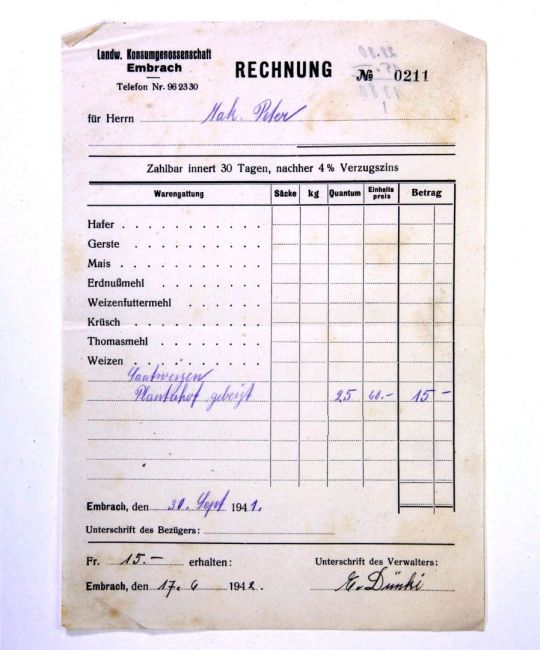 Landw. Konsumgenossenschaft
Embrach
Telefon Nr. 96 23 30
RECHNUNG
№ 0211
für Herrn Mak. Peter
Zahlbar innert 30 Tagen, nachher 4 % Verzugszins
Warengattung Säcke kg Quantum Einheitspreis Betrag
Hafer
Gerste
Mais
Erdnußmehl
Weizenfuttermehl
Krüsch
Thomasmehl
Weizen
Saatweizen
Plantahof gebeizt 25 60.- 15 -
Embrach, den 30. Sept 1941.
Unterschrift des Bezügers:
Fr. 15.- erhalten:
Unterschrift des Verwalters:
Embrach, den 17. 6 1942.
E. Dünki